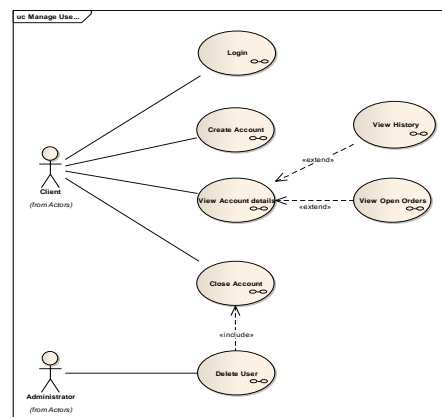 uc Manage Use...
Login
Create Account
View History
«extend»
Client
(from Actors)
View Account details
«extend»
View Open Orders
Close Account
«include»
Administrator
(from Actors)
Delete User